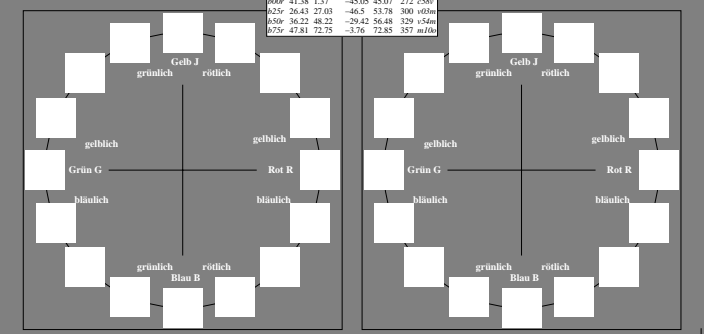 b00r 41.38 1.37 −45.05 45.07 272 c58v
b25r 26.43 27.03 −46.5 53.78 300 v03m
b50r 36.22 48.22 −29.42 56.48 329 v54m
b75r 47.81 72.75 −3.76 72.85 357 m10o
Gelb J
grünlich rötlich
gelblich gelblich
Grün G Rot R
bläulich bläulich
grünlich rötlich
Blau B
Gelb J
grünlich rötlich
gelblich gelblich
Grün G Rot R
bläulich bläulich
grünlich rötlich
Blau B